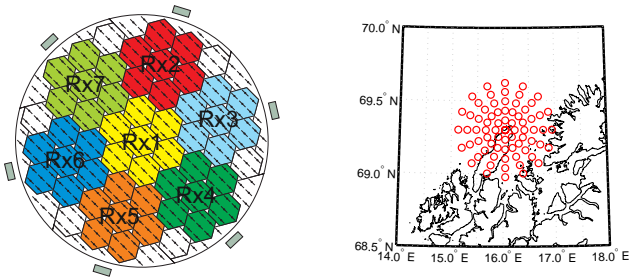 Rx1
Rx2
Rx3
Rx4
Rx5
Rx6
Rx7
70.0° N
69.5° N
69.0° N
68.5° N
14.0° E
15.0° E
16.0° E
17.0° E
18.0° E